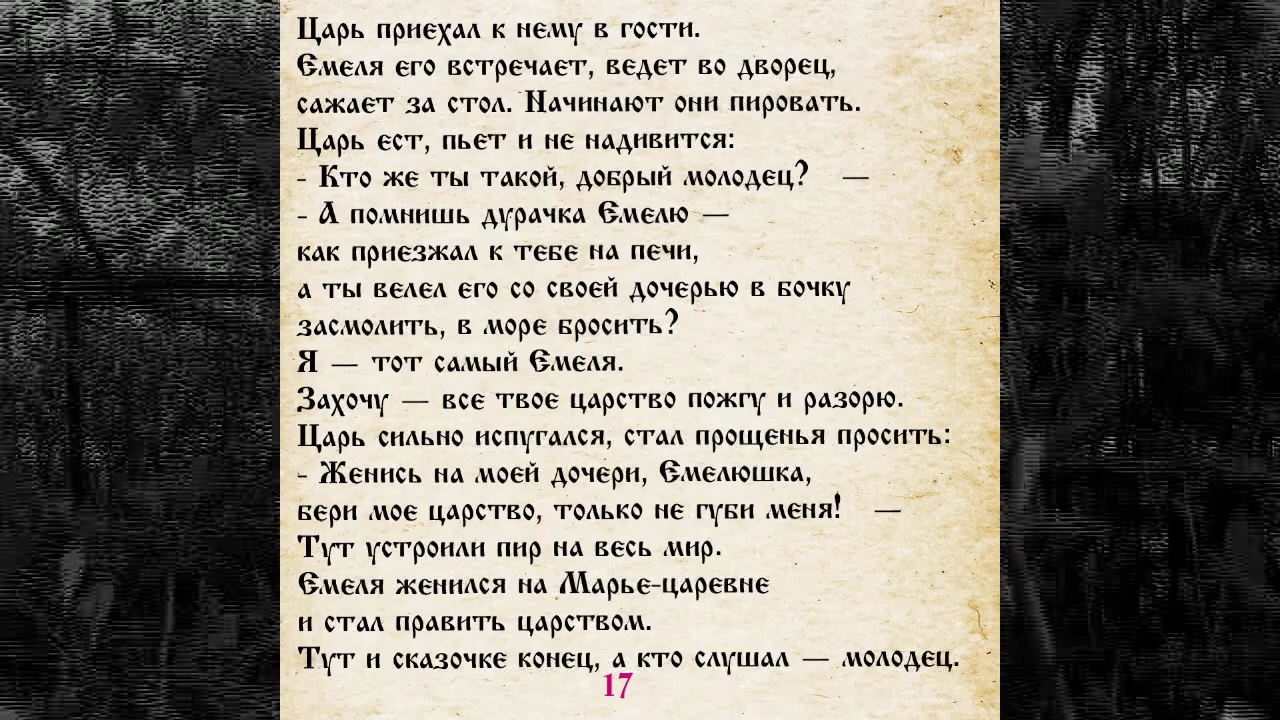 Царь приехал к нему в гости.
Емеля его встречает, ведет во дворец,
сажает за стол. Начинают они пировать.
Царь ест, пьет и не надивится:
- Кто же ты такой, добрый молодец? —
- А помнишь дурачка Емелю —
как приезжал к тебе на печи,
а ты велел его со своей дочерью в бочку
засмолить, в море бросить?
Я — тот самый Емеля.
Захочу — все твое царство пожгу и разорю.
Царь сильно испугался, стал прощенья просить:
- Женись на моей дочери, Емелюшка,
бери мое царство, только не губи меня! —
Тут устроили пир на весь мир.
Емеля женился на Марье-царевне
и стал править царством.
Тут и сказочке конец, а кто слушал — молодец.
17